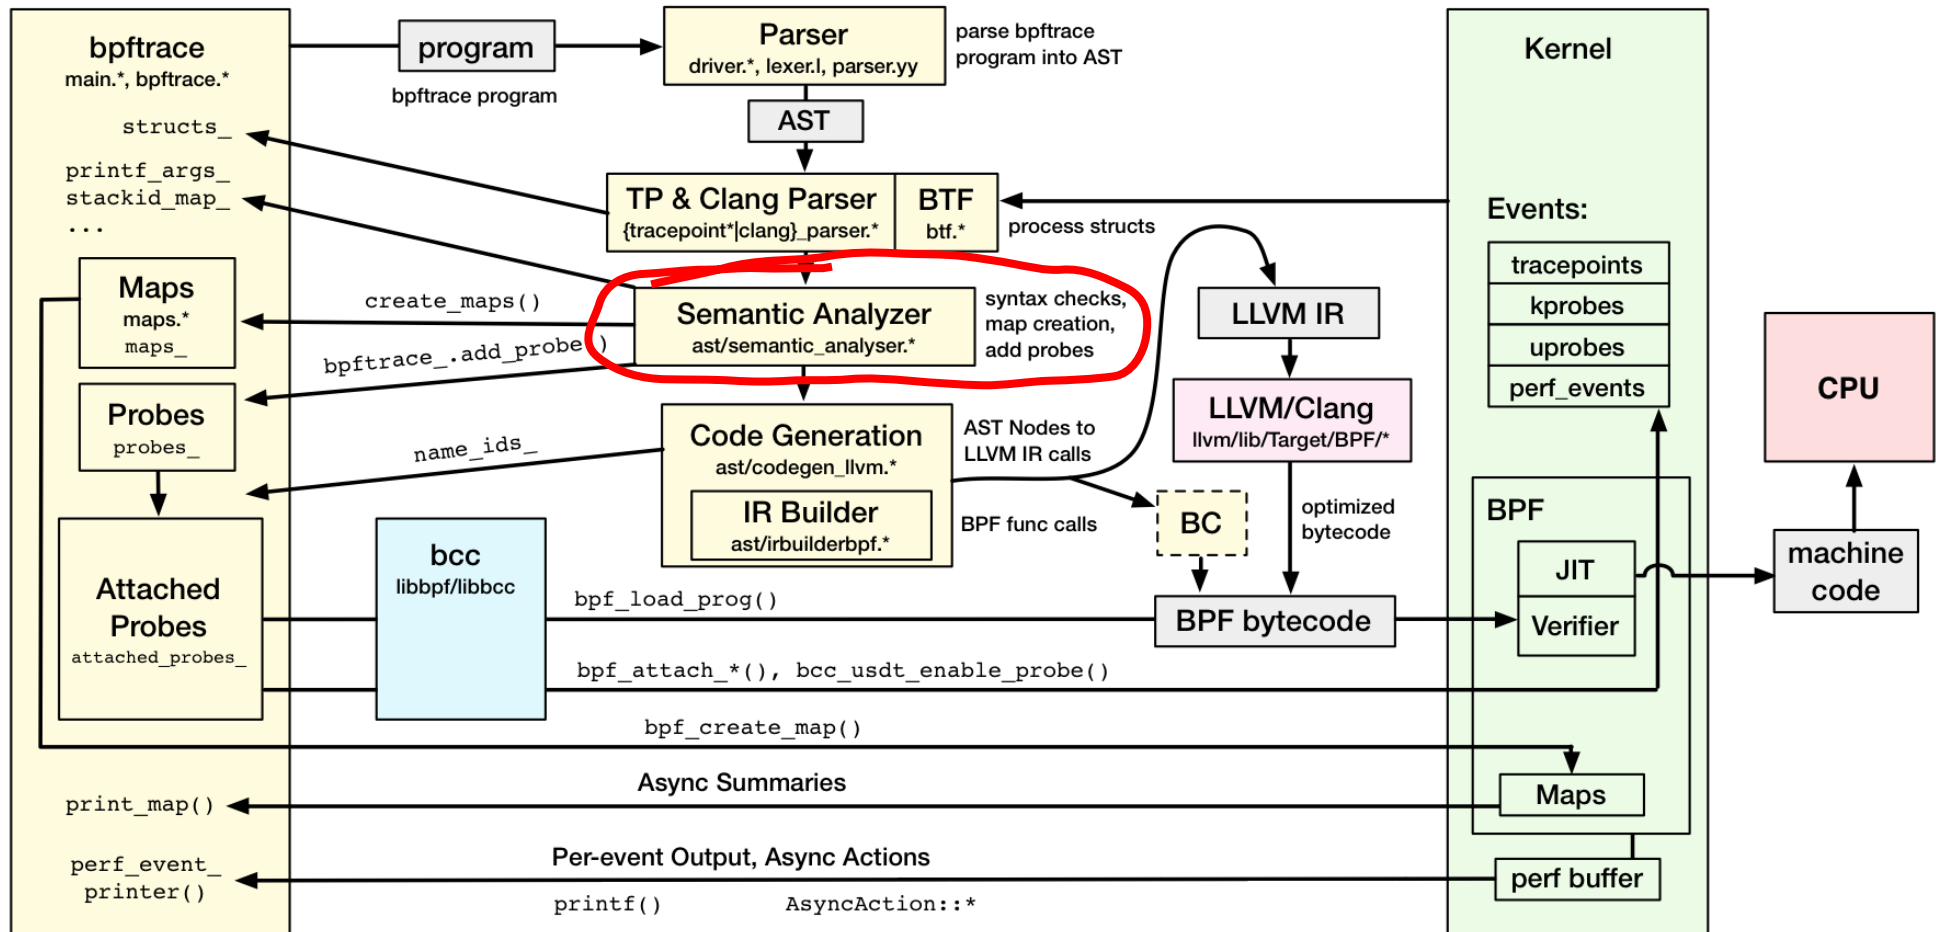 bpftrace
main.*, bpftrace.*
program
bpftrace program
Parser
driver.*, lexer.l, parser.yy
parse bpftrace
program into AST
AST
structs_
printf_args_
stackid_map_
...
TP & Clang Parser
{tracepoint*|clang}_parser.*
BTF
btf.*
process structs
Maps
maps.*
maps_
create_maps()
Semantic Analyzer
ast/semantic_analyser.*
syntax checks,
map creation,
add probes
bpftrace_.add_probe()
Probes
probes_
name_ids_
Code Generation
ast/codegen_llvm.*
IR Builder
ast/irbuilderbpf.*
AST Nodes to
LLVM IR calls
BPF func calls
LLVM IR
LLVM/Clang
llvm/lib/Target/BPF/*
optimized
bytecode
BC
BPF bytecode
Attached
Probes
attached_probes_
bcc
libbpf/libbcc
bpf_load_prog()
bpf_attach_*(), bcc_usdt_enable_probe()
bpf_create_map()
Async Summaries
print_map()
Per-event Output, Async Actions
perf_event_
printer()
printf()
AsyncAction::*
Kernel
Events:
tracepoints
kprobes
uprobes
perf_events
BPF
JIT
Verifier
Maps
perf buffer
CPU
machine
code